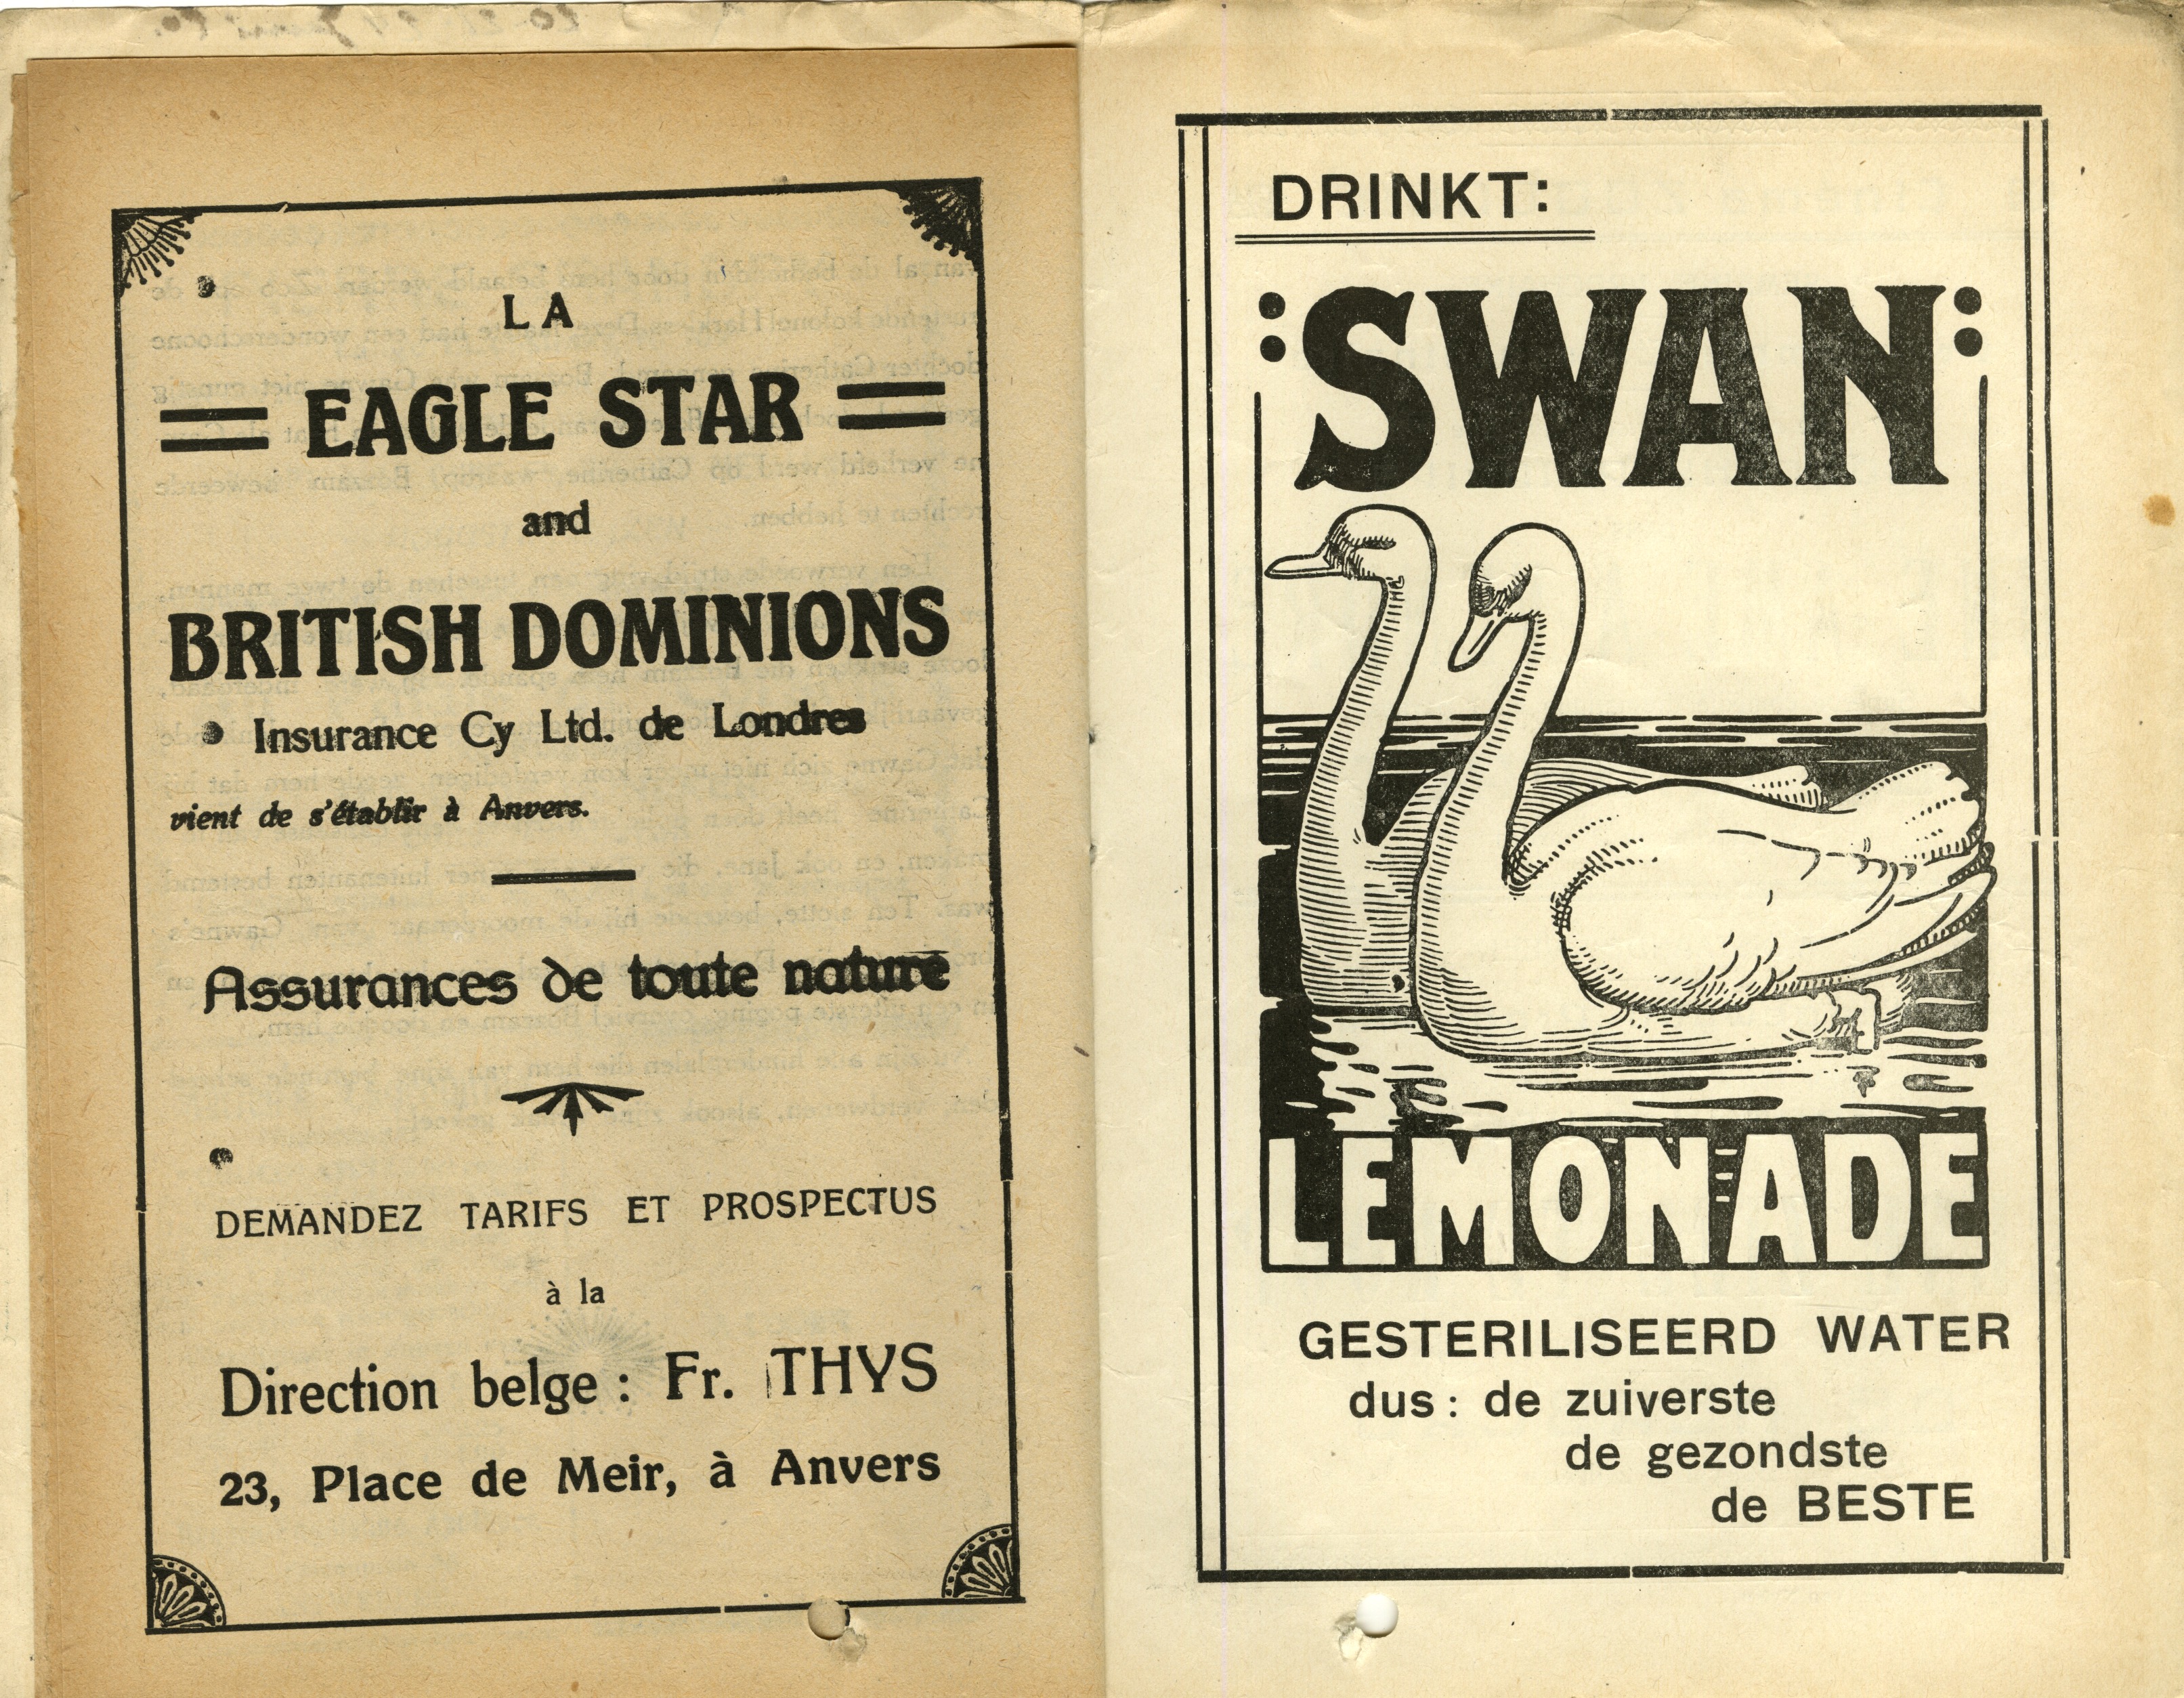 LA
EAGLE STAR
and
BRITISH DOMINIONS
Insurance Cy Ltd. de Londres
vient de s'établir à Anvers.
Assurances de toute nature
DEMANDEZ TARIFS ET PROSPECTUS
à la
Direction belge : Fr. THYS
23, Place de Meir, à Anvers
DRINKT:
:SWAN:
LEMONADE
GESTERILISEERD WATER
dus : de zuiverste
de gezondste
de BESTE